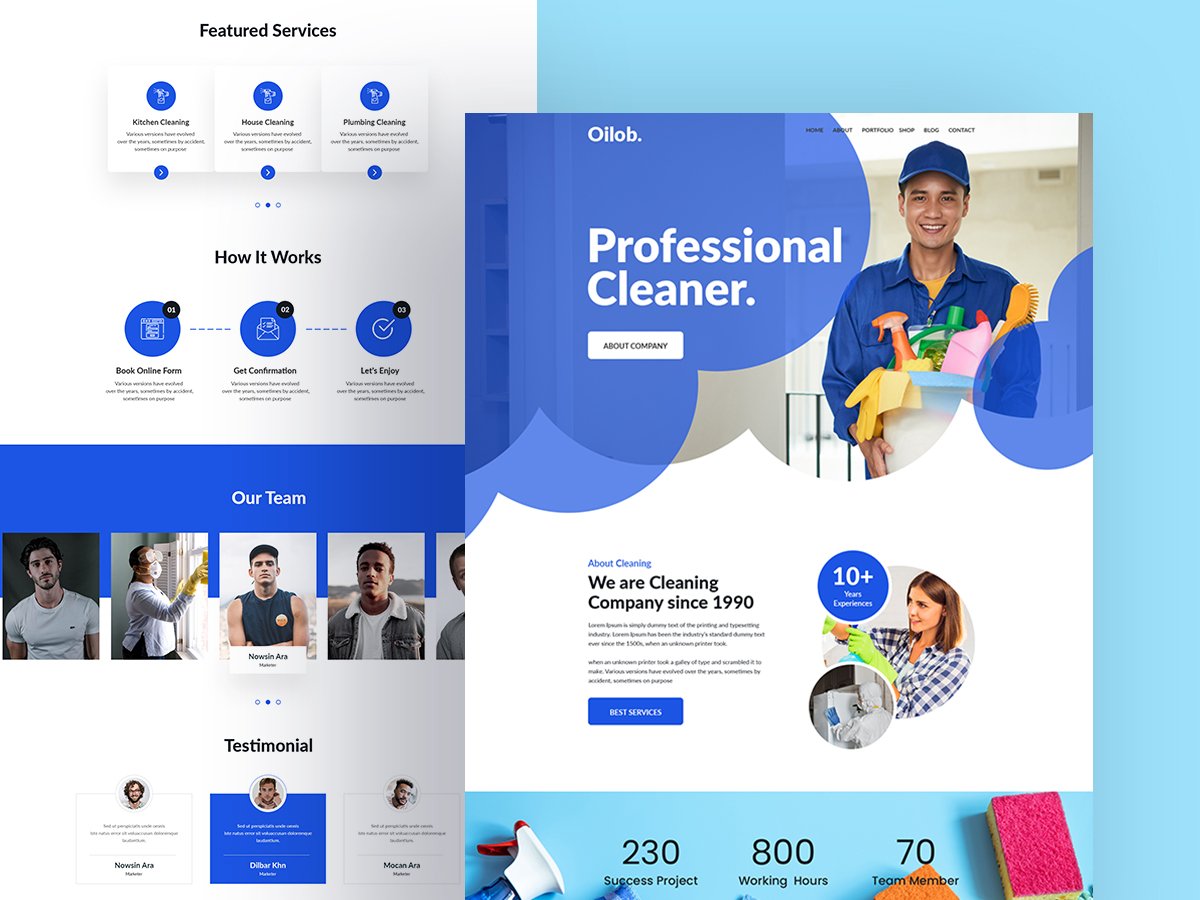 Featured Services
Kitchen Cleaning
Various versions have evolved
over the years, sometimes by accident,
sometimes on purpose
House Cleaning
Various versions have evolved
over the years, sometimes by accident,
sometimes on purpose
Plumbing Cleaning
Various versions have evolved
over the years, sometimes by accident,
sometimes on purpose
How It Works
01
02
03
Book Online Form
Various versions have evolved
over the years, sometimes by accident,
sometimes on purpose
Get Confirmation
Various versions have evolved
over the years, sometimes by accident,
sometimes on purpose
Let's Enjoy
Various versions have evolved
over the years, sometimes by accident,
sometimes on purpose
Our Team
Nowsin Ara
Marketer
Testimonial
Sed ut perspiciatis unde omnis
iste natus error sit voluaccusan doloremque
laudantium.
Nowsin Ara
Marketer
Sed ut perspiciatis unde omnis
iste natus error sit voluaccusan doloremque
laudantium.
Dilbar Khn
Marketer
Sed ut perspiciatis unde omnis
iste natus error sit voluaccusan doloremque
laudantium.
Mocan Ara
Marketer
Oilob.
HOME ABOUT PORTFOLIO SHOP BLOG CONTACT
Professional
Cleaner.
ABOUT COMPANY
About Cleaning
We are Cleaning
Company since 1990
Lorem Ipsum is simply dummy text of the printing and typesetting
industry. Lorem Ipsum has been the industry's standard dummy text
ever since the 1500s, when an unknown printer took.
when an unknown printer took a galley of type and scrambled it to
make. Various versions have evolved over the years, sometimes by
accident, sometimes on purpose
BEST SERVICES
10+
Years
Experiences
230
Success Project
800
Working Hours
70
Team Member